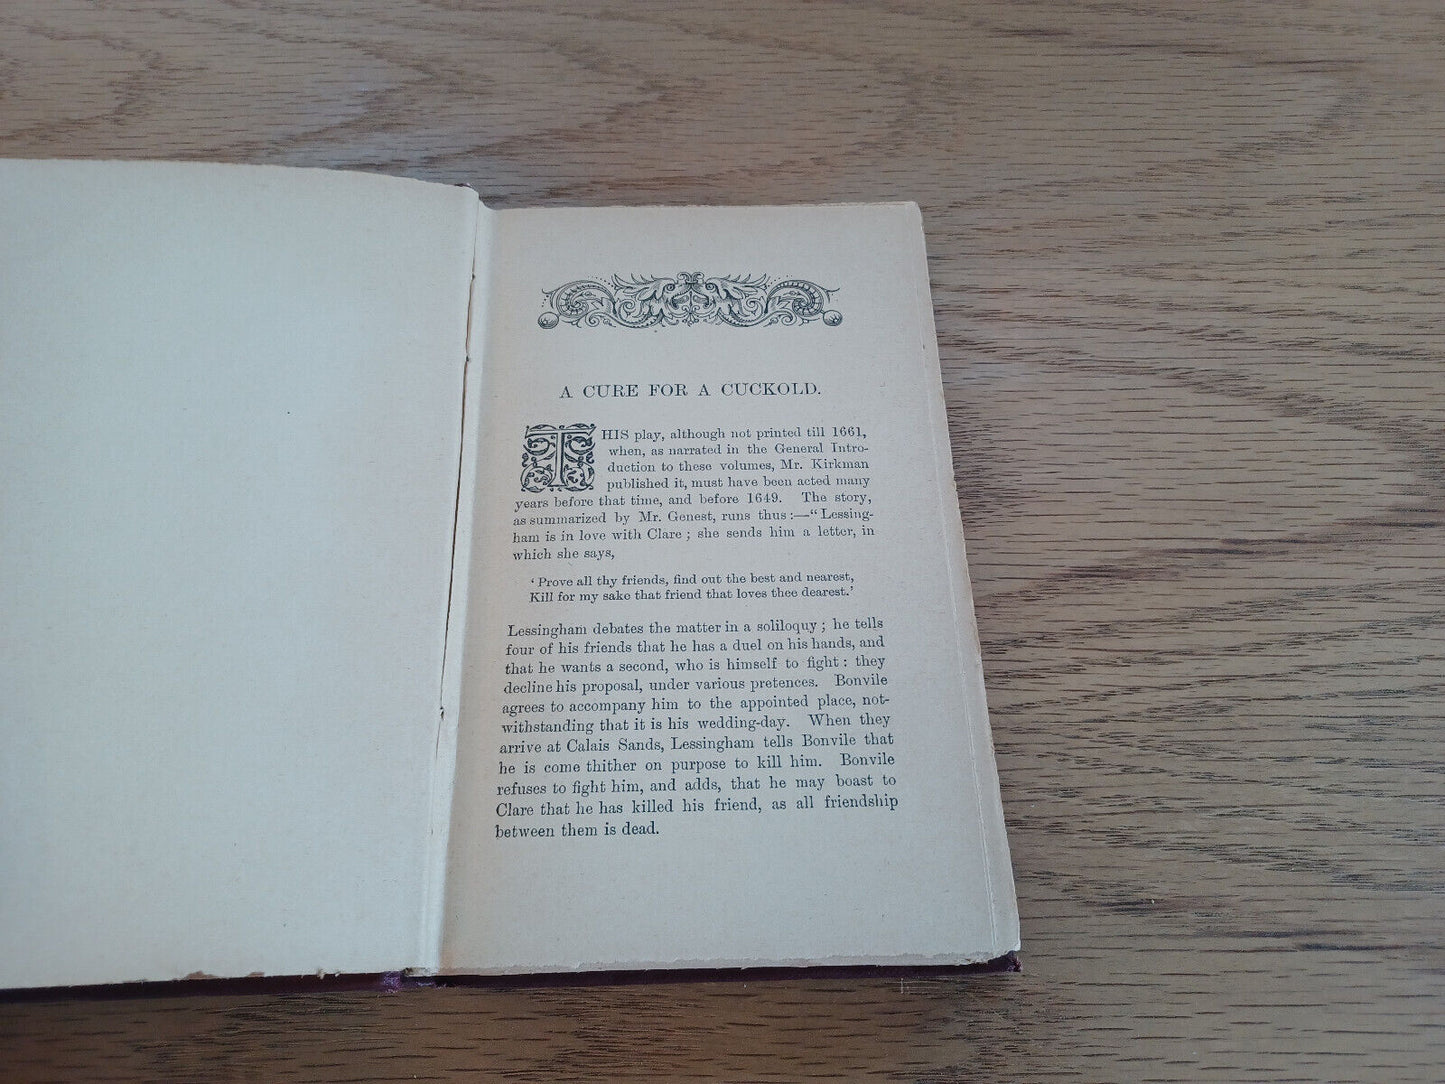 A CURE FOR A CUCKOLD.
THIS play, although not printed till 1661,
when, as narrated in the General Intro-
duction to these volumes, Mr. Kirkman
published it, must have been acted many
years before that time, and before 1649. The story,
as summarized by Mr. Genest, runs thus:—“Lessing-
ham is in love with Clare; she sends him a letter, in
which she says,
‘Prove all thy friends, find out the best and nearest,
Kill for my sake that friend that loves thee dearest.’
Lessingham debates the matter in a soliloquy; he tells
four of his friends that he has a duel on his hands, and
that he wants a second, who is himself to fight: they
decline his proposal, under various pretences. Bonvile
agrees to accompany him to the appointed place, not-
withstanding that it is his wedding-day. When they
arrive at Calais Sands, Lessingham tells Bonvile that
he is come thither on purpose to kill him. Bonvile
refuses to fight him, and adds, that he may boast to
Clare that he has killed his friend, as all friendship
between them is dead.